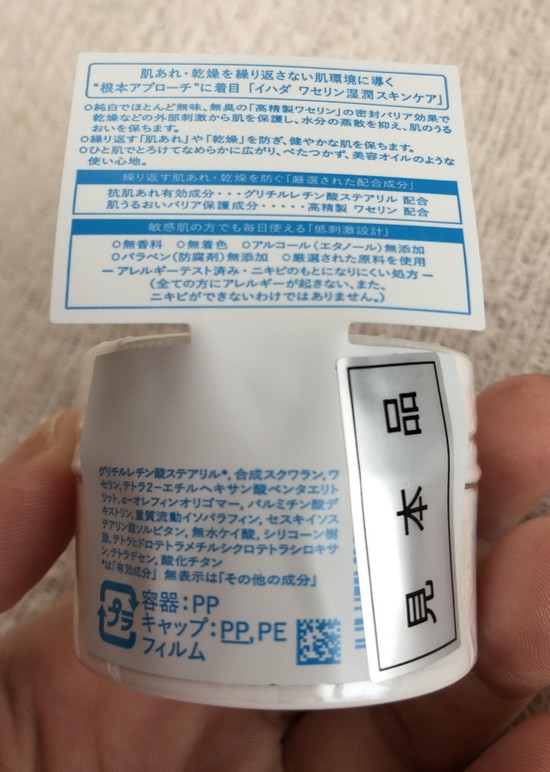 肌あれ・乾燥を繰り返さない肌環境に導く
“根本アプローチ”に着目 「イハダ ワセリン湿潤スキンケア」
○純白でほとんど無味、無臭の「高精製ワセリン」の密封バリア効果で
乾燥などの外部刺激から肌を保護し、水分の蒸散を抑え、肌のうる
おいを保ちます。
○繰り返す「肌あれ」や「乾燥」を防ぎ、健やかな肌を保ちます。
○ひと肌でとろけてなめらかに広がり、べたつかず、美容オイルのような
使い心地。
繰り返す肌あれ・乾燥を防ぐ「厳選された配合成分」
抗肌あれ有効成分・・・グリチルレチン酸ステアリル 配合
肌うるおいバリア保護成分・・・・・高精製 ワセリン 配合
敏感肌の方でも毎日使える「低刺激設計」
○無香料 ○無着色 ○アルコール(エタノール)無添加
○パラベン(防腐剤)無添加 ○厳選された原料を使用
ーアレルギーテスト済み・ニキビのもとになりにくい処方ー
(全ての方にアレルギーが起きない、また、
ニキビができないわけではありません。)
グリチルレチン酸ステアリル*, 合成スクワラン, ワ
セリン, テトラ2-エチルヘキサン酸ペンタエリト
リット, α-オレフィンオリゴマー, パルミチン酸デ
キストリン, 重質流動イソパラフィン, セスキイソス
テアリン酸ソルビタン, 無水ケイ酸, シリコーン樹
脂, テトラヒドロテトラメチルシクロテトラシロキサ
ン, テトラデセン, 酸化チタン
*は「有効成分」 無表示は「その他の成分」
プラ
容器:PP
キャップ:PP, PE
フィルム
見本品